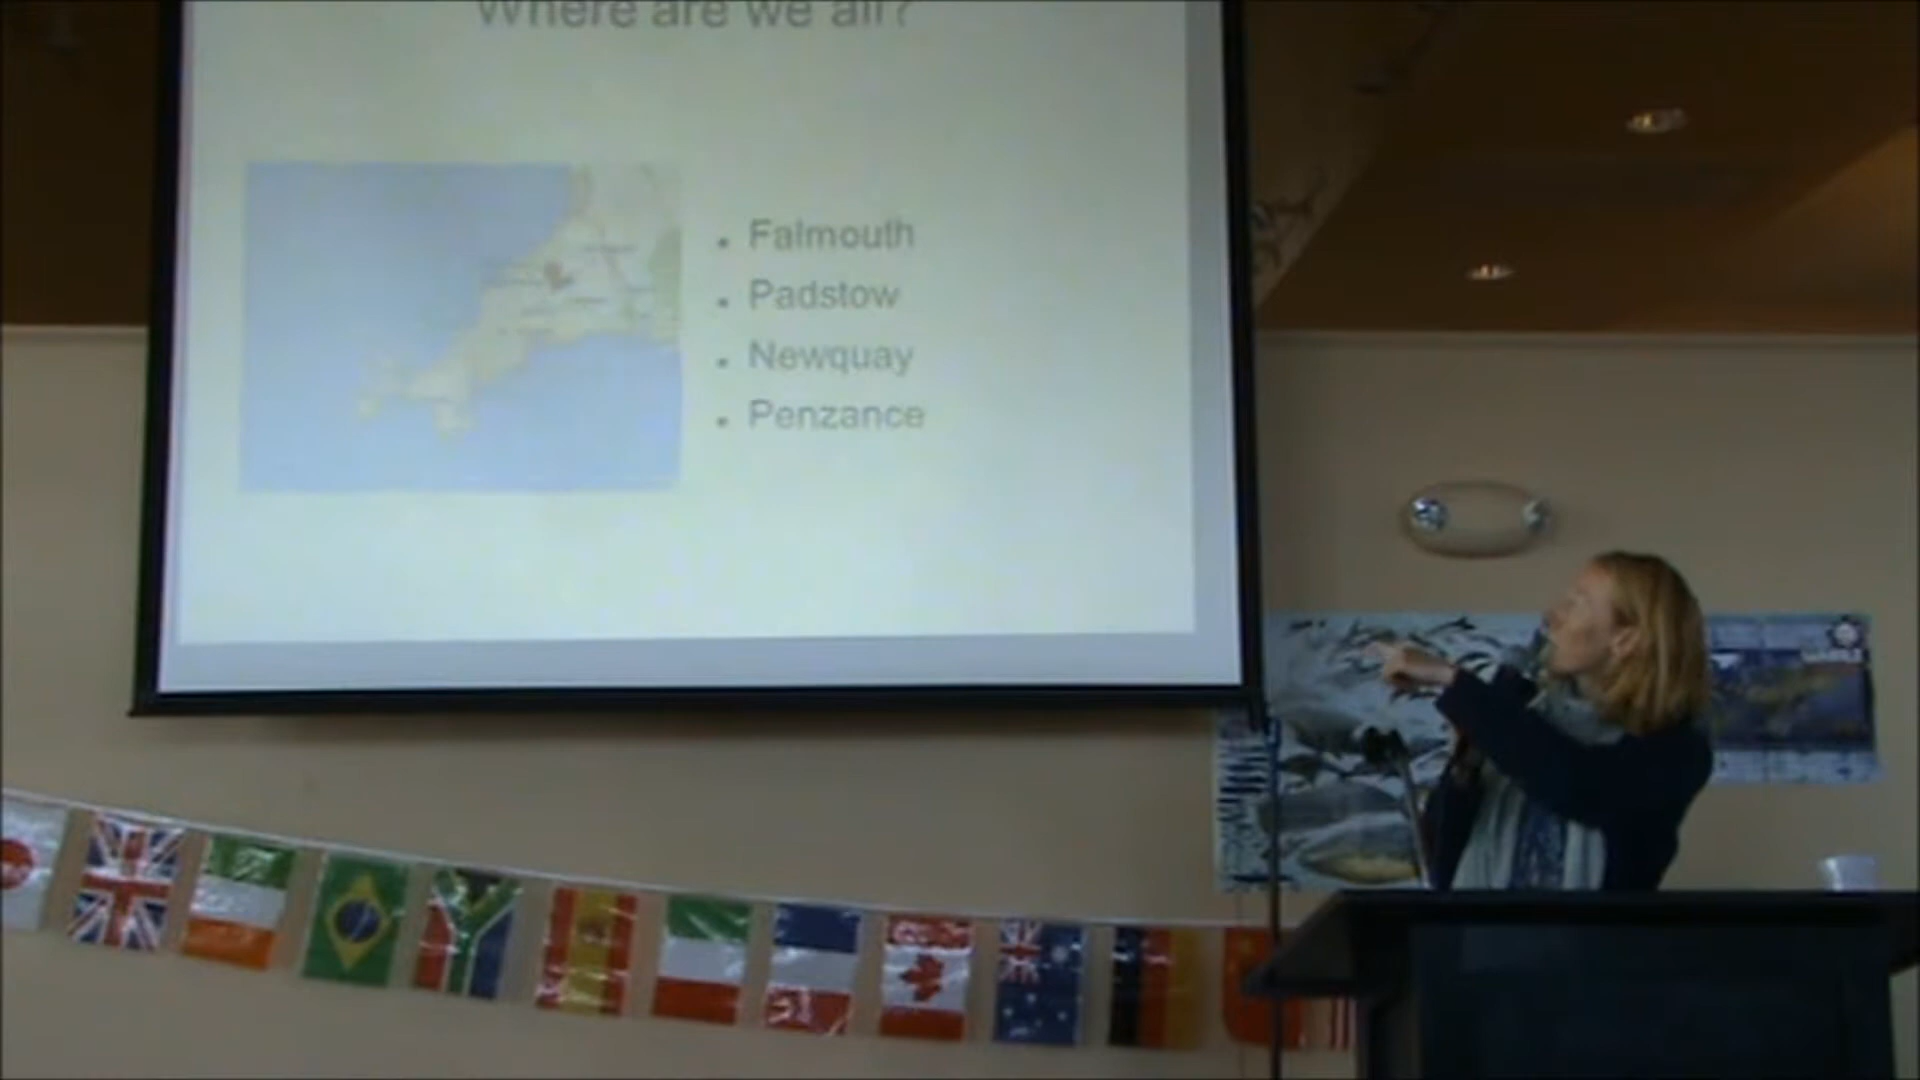 Where are we all?
Falmouth
Padstow
Newquay
Penzance